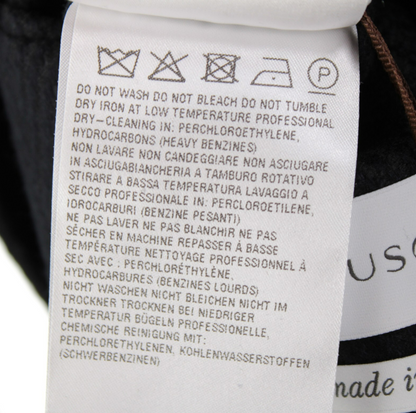 P
DO NOT WASH DO NOT BLEACH DO NOT TUMBLE
DRY IRON AT LOW TEMPERATURE PROFESSIONAL
DRY-CLEANING IN: PERCHLOROETHYLENE,
HYDROCARBONS (HEAVY BENZINES)
NON LAVARE NON CANDEGGIARE NON ASCIUGARE
IN ASCIUGABIANCHERIA A TAMBURO ROTATIVO
STIRARE A BASSA TEMPERATURA LAVAGGIO A
SECCO PROFESSIONALE IN: PERCLOROETILENE,
IDROCARBURI (BENZINE PESANTI)
NE PAS LAVER NE PAS BLANCHIR NE PAS
SÉCHER EN MACHINE REPASSER À BASSE
TEMPÉRATURE NETTOYAGE PROFESSIONNEL À
SEC AVEC : PERCHLORÉTHYLÈNE,
HYDROCARBURES (BENZINES LOURDS)
NICHT WASCHEN NICHT BLEICHEN NICHT IM
TROCKNER TROCKNEN BEI NIEDRIGER
TEMPERATUR BÜGELN PROFESSIONELLE,
CHEMISCHE REINIGUNG MIT:
PERCHLORETHYLENEN, KOHLENWASSERSTOFFEN
(SCHWERBENZINEN)
USC
made i